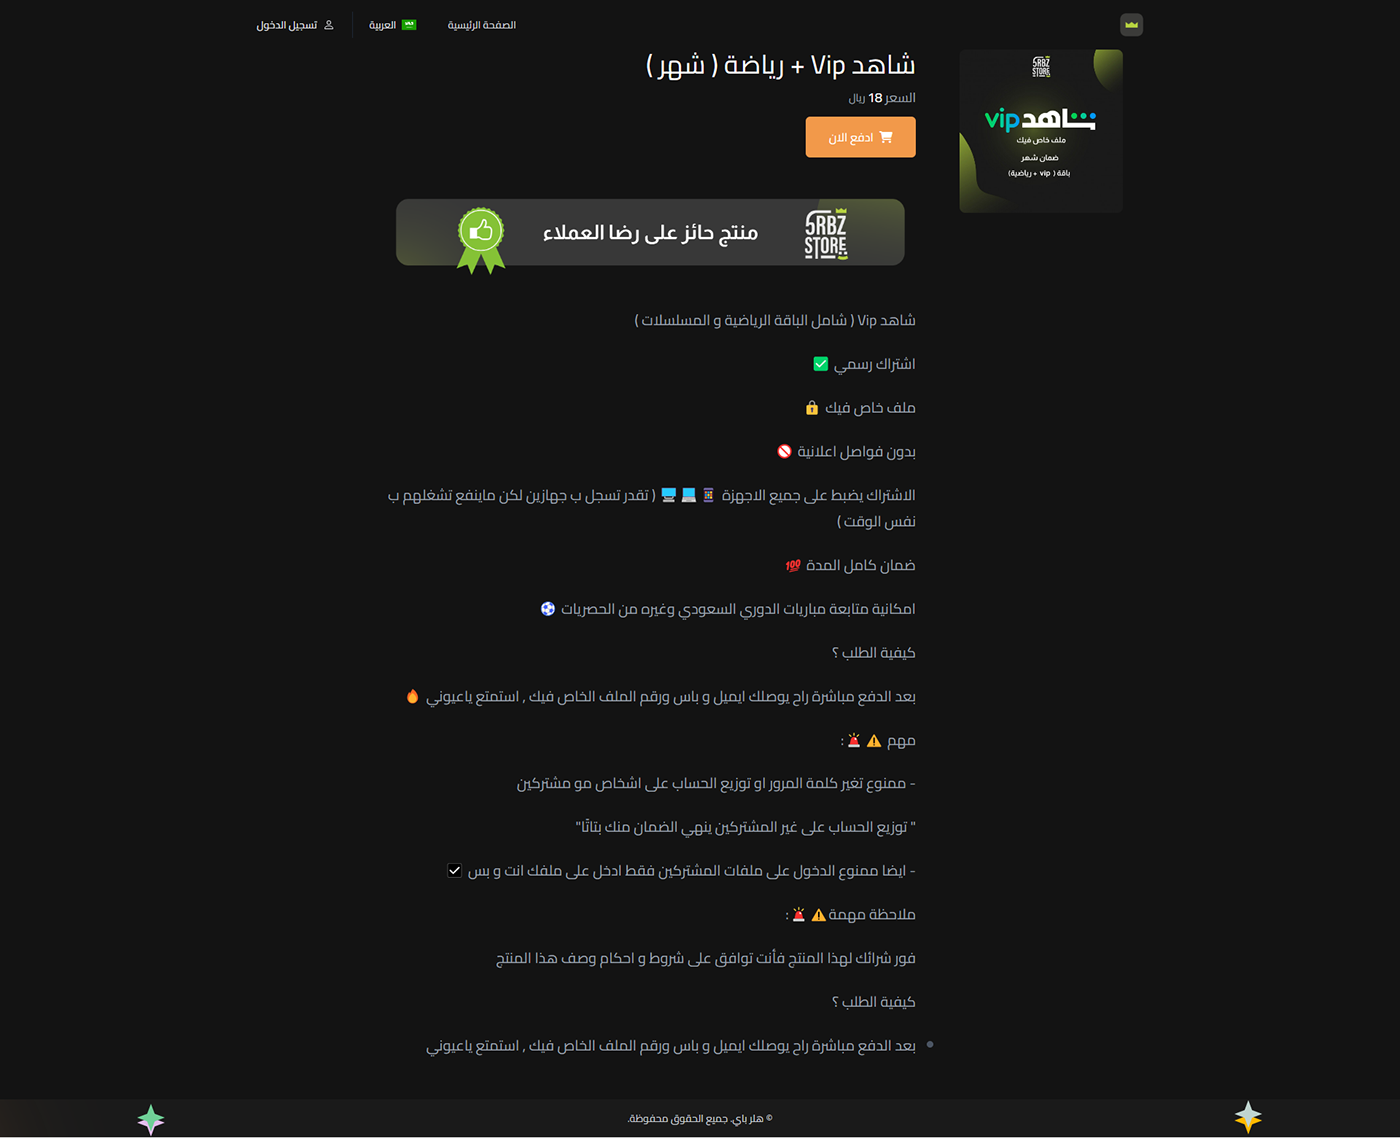 الصفحة الرئيسية
العربية
تسجيل الدخول
5RBZ
STORE
شاهد vip
ملف خاص فيك
ضمان شهر
باقة ( vip + رياضية)
شاهد Vip + رياضة ( شهر )
السعر 18 ريال
ادفع الان
5RBZ
STORE
منتج حائز على رضا العملاء
شاهد Vip ( شامل الباقة الرياضية و المسلسلات )
اشتراك رسمي ✅
ملف خاص فيك 🔒
بدون فواصل اعلانية 🚫
الاشتراك يضبط على جميع الاجهزة 📱 💻 🖥️ ( تقدر تسجل ب جهازين لكن ماينفع تشغلهم ب
نفس الوقت )
ضمان كامل المدة 💯
امكانية متابعة مباريات الدوري السعودي وغيره من الحصريات ⚽
كيفية الطلب ؟
بعد الدفع مباشرة راح يوصلك ايميل و باس ورقم الملف الخاص فيك , استمتع ياعيوني 🔥
مهم ⚠️ 🚨 :
- ممنوع تغير كلمة المرور او توزيع الحساب على اشخاص مو مشتركين
" توزيع الحساب على غير المشتركين ينهي الضمان منك بتاتًا"
- ايضا ممنوع الدخول على ملفات المشتركين فقط ادخل على ملفك انت و بس ☑️
ملاحظة مهمة⚠️ 🚨 :
فور شرائك لهذا المنتج فأنت توافق على شروط و احكام وصف هذا المنتج
كيفية الطلب ؟
• بعد الدفع مباشرة راح يوصلك ايميل و باس ورقم الملف الخاص فيك , استمتع ياعيوني
© هلر باي. جميع الحقوق محفوظة.